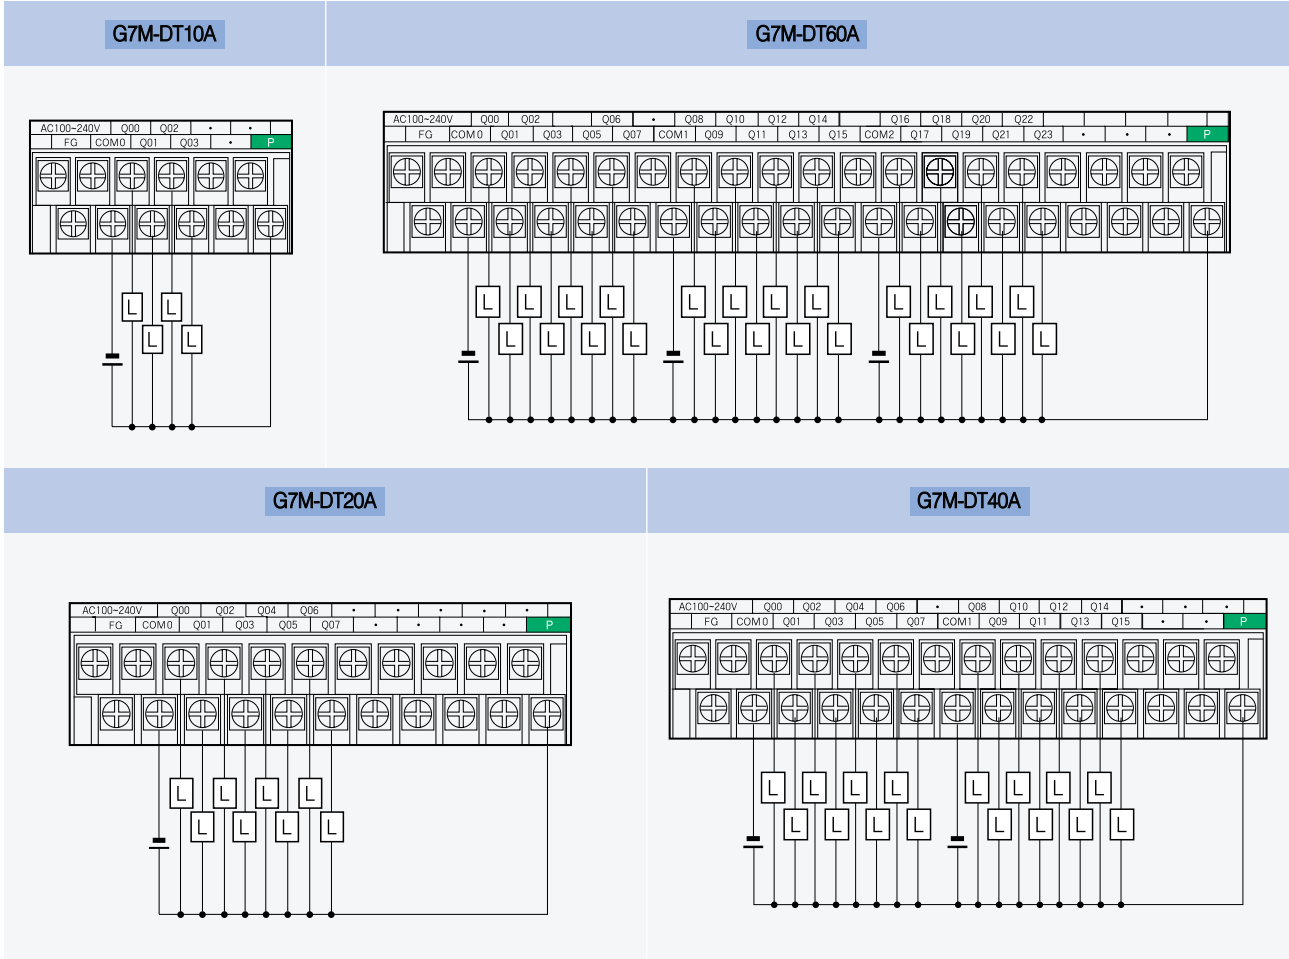 G7M-DT10A
G7M-DT60A
AC100~240V Q00 Q02 • •
FG COM0 Q01 Q03 • P
L L
L L
AC100~240V Q00 Q02 Q06 • Q08 Q10 Q12 Q14 Q16 Q18 Q20 Q22
FG COM0 Q01 Q03 Q05 Q07 COM1 Q09 Q11 Q13 Q15 COM2 Q17 Q19 Q21 Q23 • • • P
L L L L L L L L L L L L
L L L L L L L L L L L L
G7M-DT20A
G7M-DT40A
AC100~240V Q00 Q02 Q04 Q06 • • • • •
FG COM0 Q01 Q03 Q05 Q07 • • • • P
L L L L
L L L L
AC100~240V Q00 Q02 Q04 Q06 • Q08 Q10 Q12 Q14 • • •
FG COM0 Q01 Q03 Q05 Q07 COM1 Q09 Q11 Q13 Q15 • • P
L L L L L L L L
L L L L L L L L